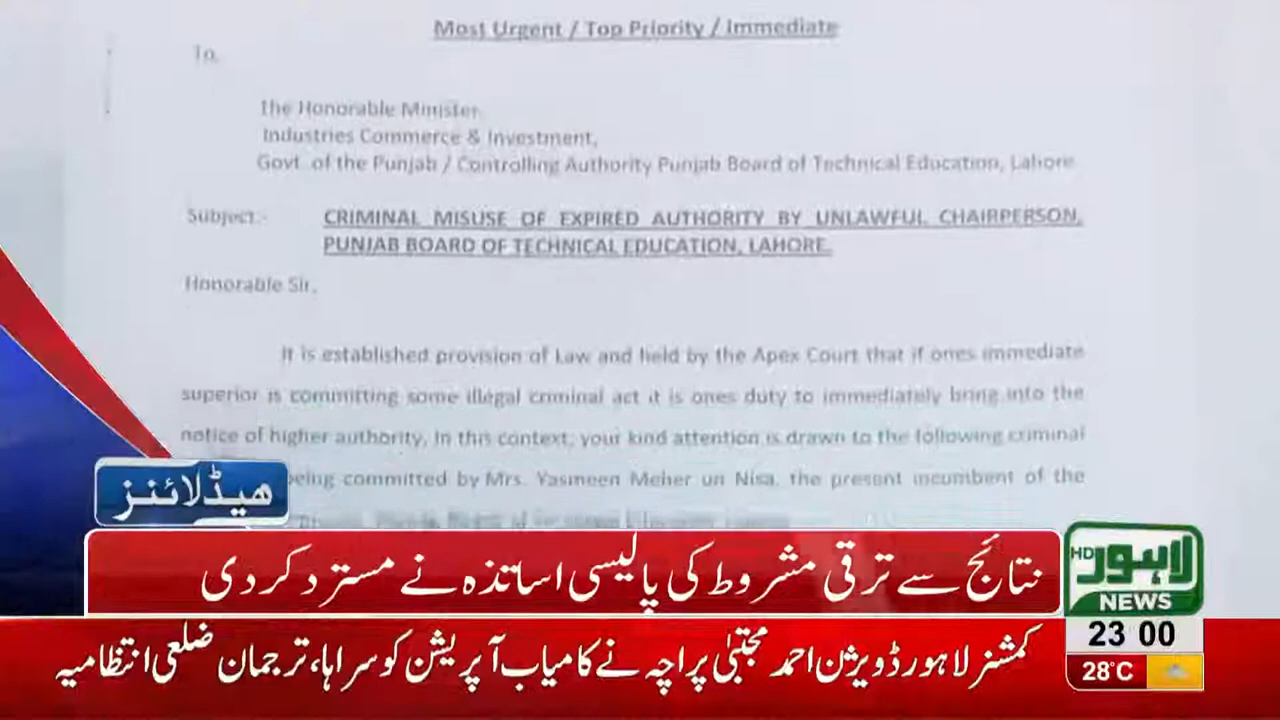 Most Urgent / Top Priority / Immediate
To,
The Honorable Minister
Industries Commerce & Investment,
Govt of the Punjab / Controlling Authority Punjab Board of Technical Education, Lahore
Subject:-
CRIMINAL MISUSE OF EXPIRED AUTHORITY BY UNLAWFUL CHAIRPERSON,
PUNJAB BOARD OF TECHNICAL EDUCATION, LAHORE.
Honorable Sir,
It is established provision of Law and held by the Apex Court that if ones immediate
superior is committing some illegal criminal act it is ones duty to immediately bring into the
notice of higher authority. In this context, your kind attention is drawn to the following criminal
being committed by Mrs. Yasmeen Meher un Nisa, the present incumbent of the
ہیڈلائنز
نتائج سے ترقی مشروط کی پالیسی اساتذہ نے مسترد کردی
لاہور HD
NEWS
23 00
28°C
کمشنر لاہور ڈویژن احمد مجتبیٰ پراچہ نے کامیاب آپریشن کو سراہا، ترجمان ضلعی انتظامیہ